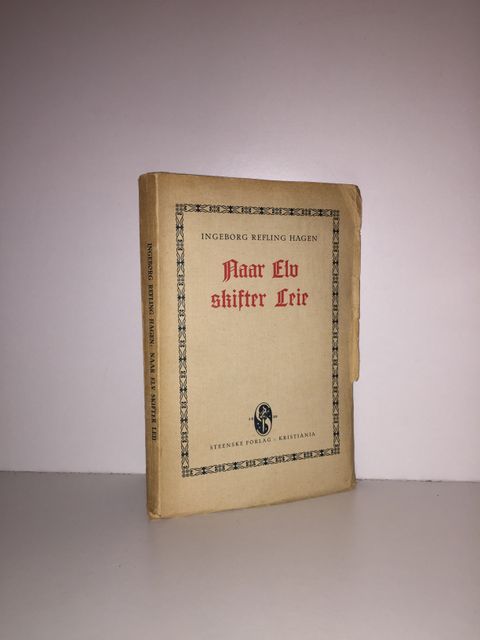 INGEBORG REFLING HAGEN
Naar Elv
skifter Leie
STEENSKE FORLAG - KRISTIANIA
INGEBORG REFLING HAGEN: NAAR ELV SKIFTER LEIE